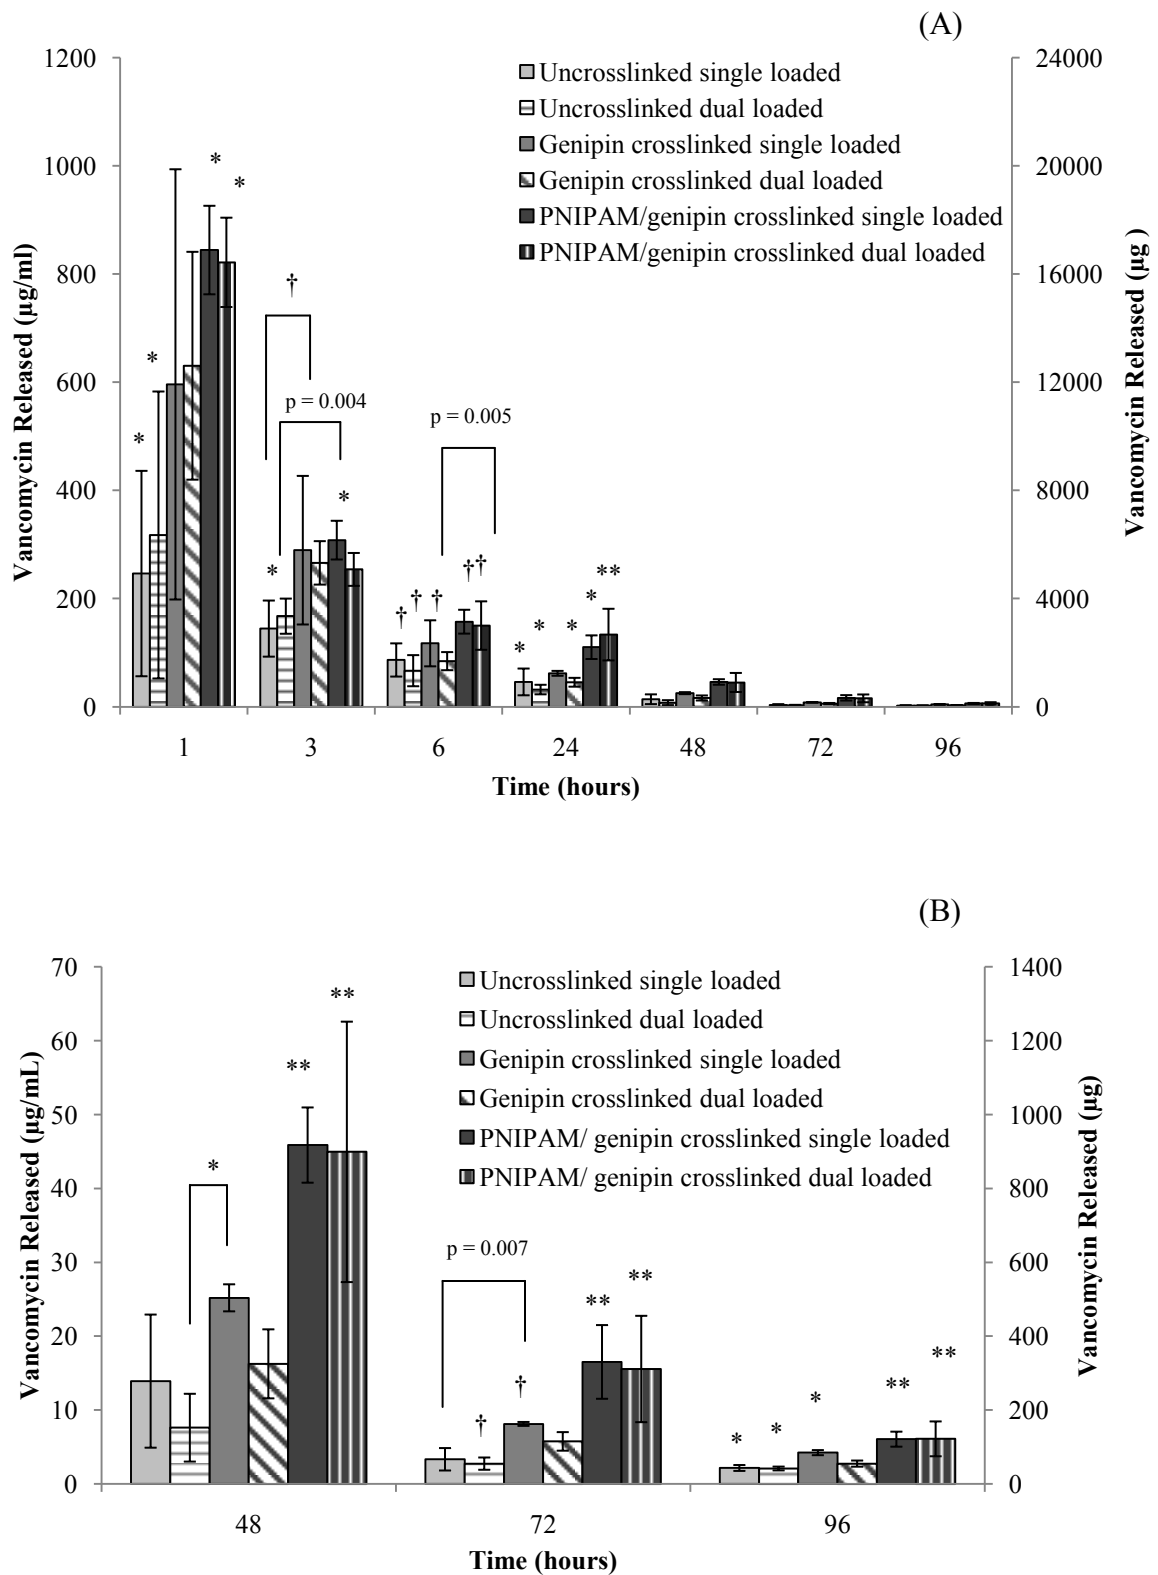 (A)
1200
1000
800
600
400
200
0
Vancomycin Released (µg/ml)
24000
20000
16000
12000
8000
4000
0
Vancomycin Released (µg )
Uncrosslinked single loaded
Uncrosslinked dual loaded
Genipin crosslinked single loaded
Genipin crosslinked dual loaded
PNIPAM/genipin crosslinked single loaded
PNIPAM/genipin crosslinked dual loaded
* * * *
†
p = 0.004
* *
p = 0.005
† † † † †
* * * * **
1 3 6 24 48 72 96
Time (hours)
(B)
70
60
50
40
30
20
10
0
Vancomycin Released (µg/mL)
1400
1200
1000
800
600
400
200
0
Vancomycin Released (µg)
Uncrosslinked single loaded
Uncrosslinked dual loaded
Genipin crosslinked single loaded
Genipin crosslinked dual loaded
PNIPAM/ genipin crosslinked single loaded
PNIPAM/ genipin crosslinked dual loaded
* ** **
p = 0.007
† † ** **
* * * ** **
48 72 96
Time (hours)